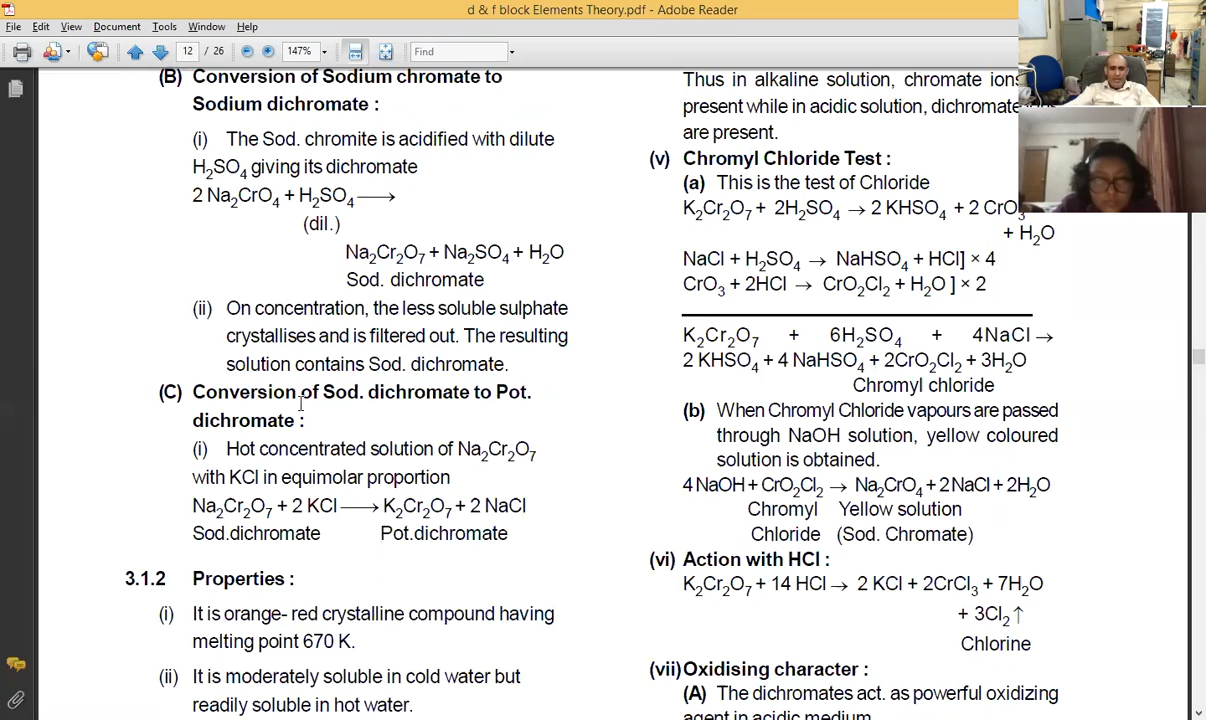 d & f block Elements Theory.pdf - Adobe Reader
File Edit View Document Tools Window Help
12 / 26 147% Find
(B) Conversion of Sodium chromate to
Sodium dichromate :
(i) The Sod. chromite is acidified with dilute
H₂SO₄ giving its dichromate
2 Na₂CrO₄ + H₂SO₄ ⟶
(dil.)
Na₂Cr₂O₇ + Na₂SO₄ + H₂O
Sod. dichromate
(ii) On concentration, the less soluble sulphate
crystallises and is filtered out. The resulting
solution contains Sod. dichromate.
(C) Conversion of Sod. dichromate to Pot.
dichromate :
(i) Hot concentrated solution of Na₂Cr₂O₇
with KCl in equimolar proportion
Na₂Cr₂O₇ + 2 KCl ⟶ K₂Cr₂O₇ + 2 NaCl
Sod.dichromate Pot.dichromate
3.1.2 Properties :
(i) It is orange- red crystalline compound having
melting point 670 K.
(ii) It is moderately soluble in cold water but
readily soluble in hot water.
Thus in alkaline solution, chromate ions
present while in acidic solution, dichromate
are present.
(v) Chromyl Chloride Test :
(a) This is the test of Chloride
K₂Cr₂O₇ + 2H₂SO₄ → 2 KHSO₄ + 2 CrO₃
+ H₂O
NaCl + H₂SO₄ → NaHSO₄ + HCl] × 4
CrO₃ + 2HCl → CrO₂Cl₂ + H₂O ] × 2
K₂Cr₂O₇ + 6H₂SO₄ + 4NaCl →
2 KHSO₄ + 4 NaHSO₄ + 2CrO₂Cl₂ + 3H₂O
Chromyl chloride
(b) When Chromyl Chloride vapours are passed
through NaOH solution, yellow coloured
solution is obtained.
4 NaOH + CrO₂Cl₂ → Na₂CrO₄ + 2NaCl + 2H₂O
Chromyl Yellow solution
Chloride (Sod. Chromate)
(vi) Action with HCl :
K₂Cr₂O₇ + 14 HCl → 2 KCl + 2CrCl₃ + 7H₂O
+ 3Cl₂ ↑
Chlorine
(vii) Oxidising character :
(A) The dichromates act. as powerful oxidizing
agent in acidic medium.